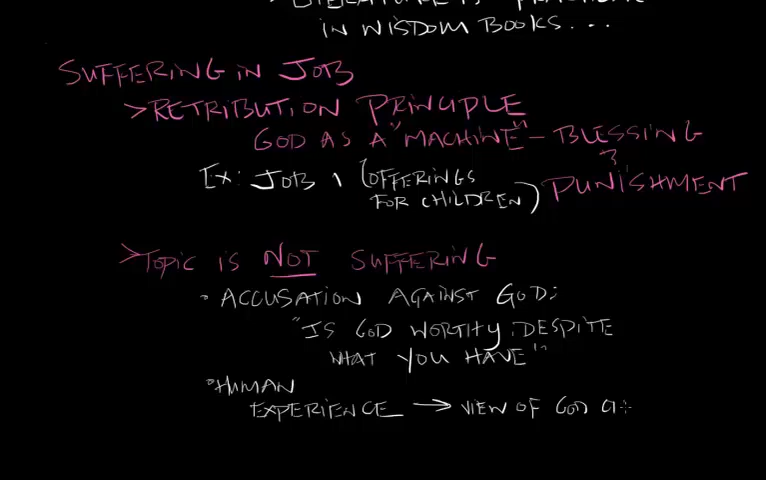 IN WISDOM BOOKS...
SUFFERING IN JOB
>RETRIBUTION PRINCIPLE
GOD AS A "MACHINE" - BLESSING
&
Ex: JOB 1 (OFFERINGS
FOR CHILDREN) PUNISHMENT
>TOPIC IS NOT SUFFERING
• ACCUSATION AGAINST GOD:
"IS GOD WORTHY DESPITE
WHAT YOU HAVE"
• HUMAN
EXPERIENCE → VIEW OF GOD